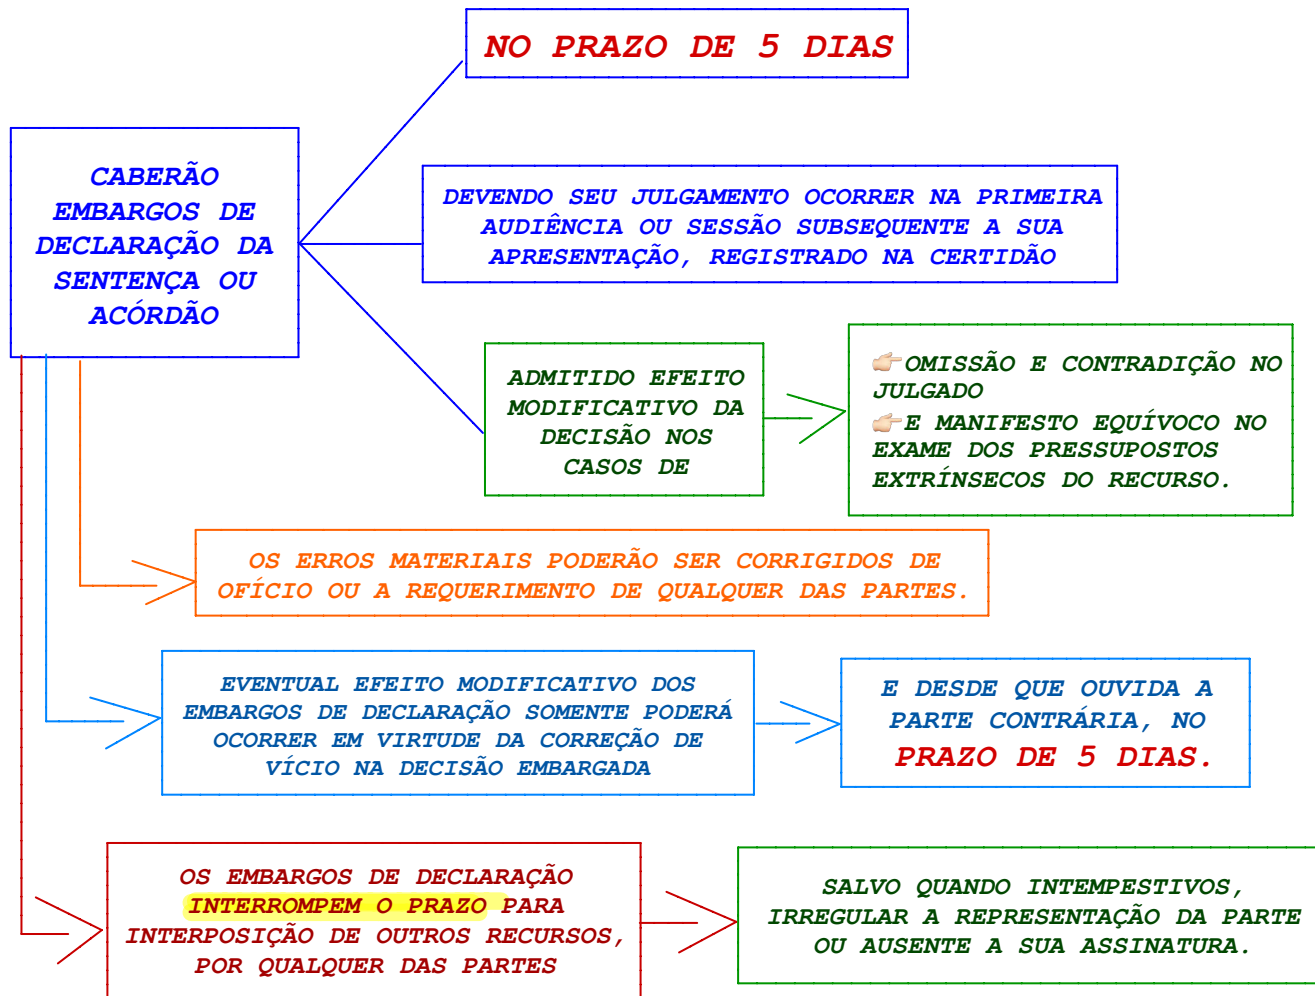 NO PRAZO DE 5 DIAS
CABERÃO
EMBARGOS DE
DECLARAÇÃO DA
SENTENÇA OU
ACÓRDÃO
DEVENDO SEU JULGAMENTO OCORRER NA PRIMEIRA
AUDIÊNCIA OU SESSÃO SUBSEQUENTE A SUA
APRESENTAÇÃO, REGISTRADO NA CERTIDÃO
ADMITIDO EFEITO
MODIFICATIVO DA
DECISÃO NOS
CASOS DE
👉🏻OMISSÃO E CONTRADIÇÃO NO
JULGADO
👉🏻E MANIFESTO EQUÍVOCO NO
EXAME DOS PRESSUPOSTOS
EXTRÍNSECOS DO RECURSO.
OS ERROS MATERIAIS PODERÃO SER CORRIGIDOS DE
OFÍCIO OU A REQUERIMENTO DE QUALQUER DAS PARTES.
EVENTUAL EFEITO MODIFICATIVO DOS
EMBARGOS DE DECLARAÇÃO SOMENTE PODERÁ
OCORRER EM VIRTUDE DA CORREÇÃO DE
VÍCIO NA DECISÃO EMBARGADA
E DESDE QUE OUVIDA A
PARTE CONTRÁRIA, NO
PRAZO DE 5 DIAS.
OS EMBARGOS DE DECLARAÇÃO
INTERROMPEM O PRAZO PARA
INTERPOSIÇÃO DE OUTROS RECURSOS,
POR QUALQUER DAS PARTES
SALVO QUANDO INTEMPESTIVOS,
IRREGULAR A REPRESENTAÇÃO DA PARTE
OU AUSENTE A SUA ASSINATURA.